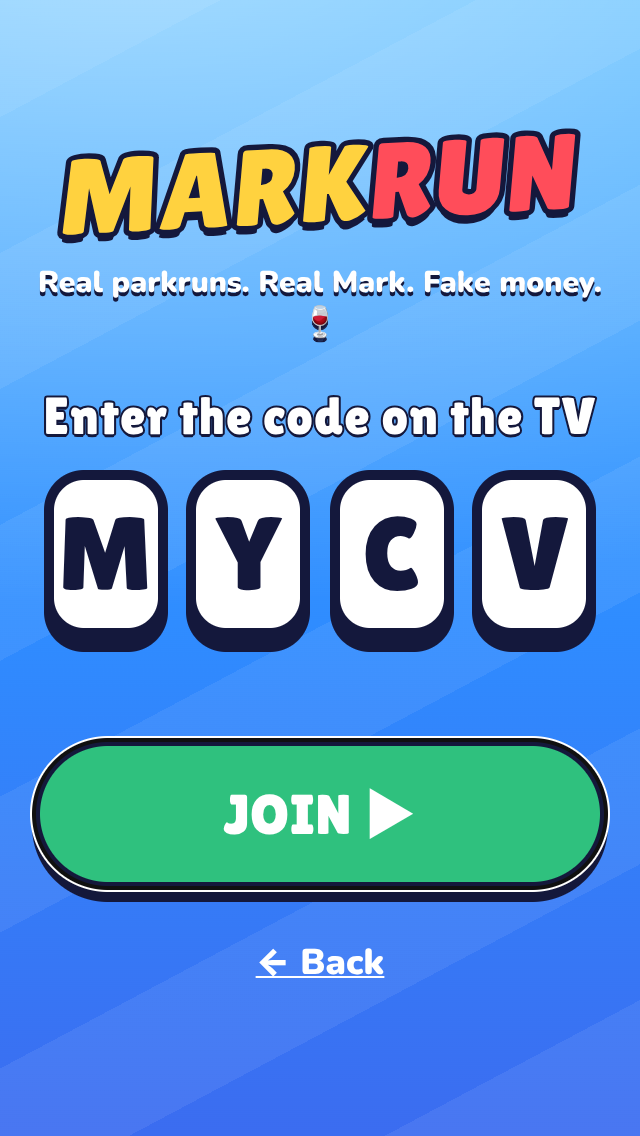 MARKRUN
Real parkruns. Real Mark. Fake money.
🍷
Enter the code on the TV
M Y C V
JOIN ▶
← Back